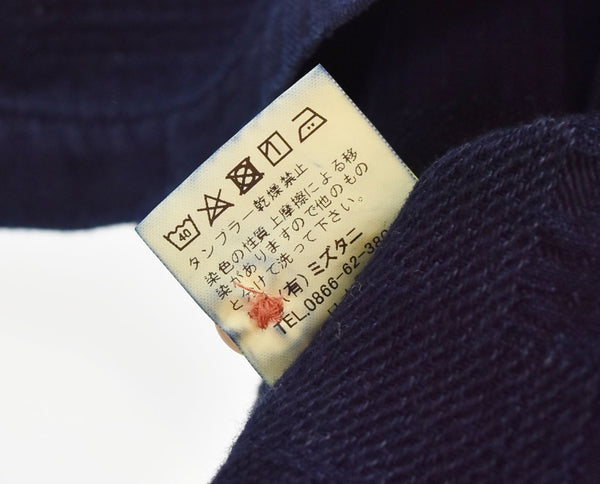 40
タンブラー乾燥禁止
染色の性質上摩擦による移
染がありますので他のもの
と分けて洗って下さい。
(有)ミズタニ
TEL.0866-62-38